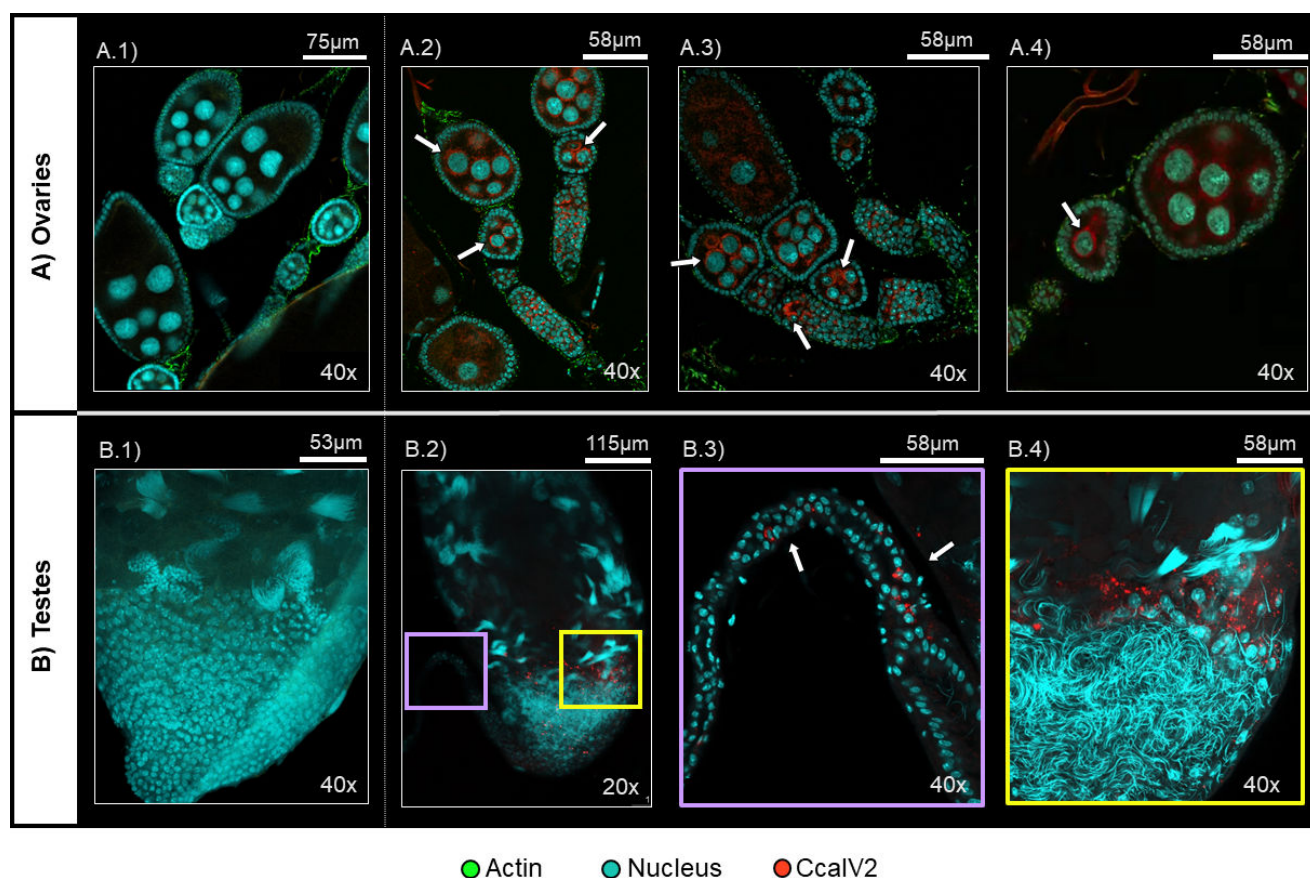 A) Ovaries
A.1)
75µm
40x
A.2)
58µm
40x
A.3)
58µm
40x
A.4)
58µm
40x
B) Testes
B.1)
53µm
40x
B.2)
115µm
20x
B.3)
58µm
40x
B.4)
58µm
40x
Actin
Nucleus
CcaIV2